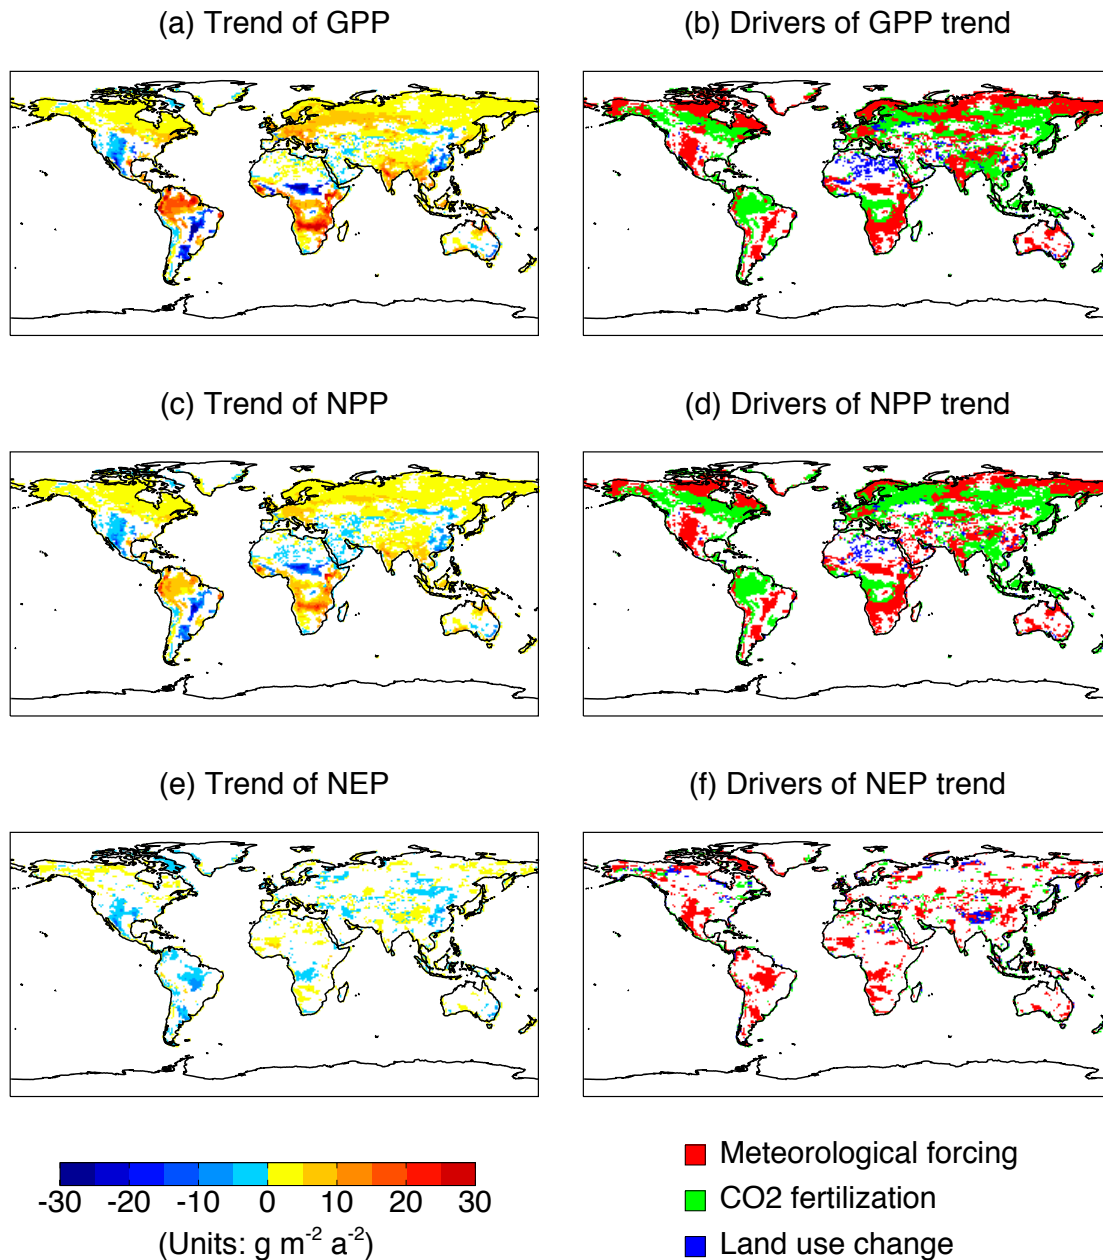 (a) Trend of GPP
(b) Drivers of GPP trend
(c) Trend of NPP
(d) Drivers of NPP trend
(e) Trend of NEP
(f) Drivers of NEP trend
-30 -20 -10 0 10 20 30
(Units: g m⁻² a⁻²)
Meteorological forcing
CO2 fertilization
Land use change